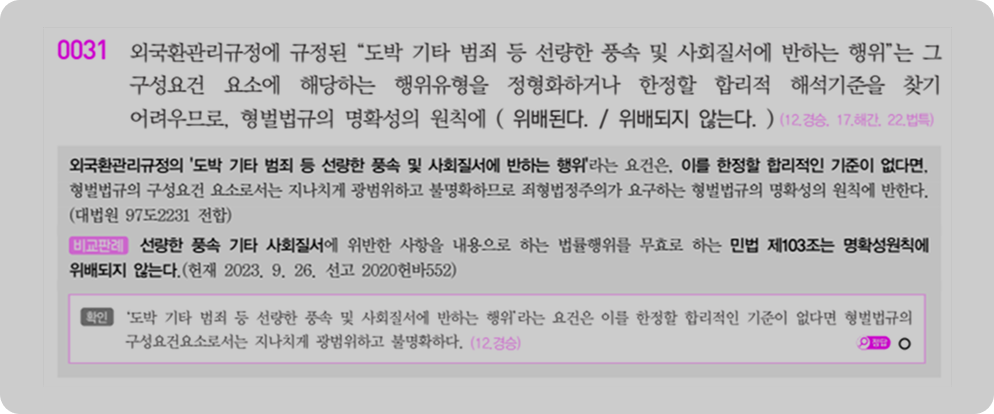 0031 외국환관리규정에 규정된 “도박 기타 범죄 등 선량한 풍속 및 사회질서에 반하는 행위”는 그
구성요건 요소에 해당하는 행위유형을 정형화하거나 한정할 합리적 해석기준을 찾기
어려우므로, 형벌법규의 명확성의 원칙에 ( 위배된다. / 위배되지 않는다. ) (12.경승, 17.해간, 22.법특)
외국환관리규정의 '도박 기타 범죄 등 선량한 풍속 및 사회질서에 반하는 행위'라는 요건은, 이를 한정할 합리적인 기준이 없다면,
형벌법규의 구성요건 요소로서는 지나치게 광범위하고 불명확하므로 죄형법정주의가 요구하는 형벌법규의 명확성의 원칙에 반한다.
(대법원 97도2231 전합)
비교판례 선량한 풍속 기타 사회질서에 위반한 사항을 내용으로 하는 법률행위를 무효로 하는 민법 제103조는 명확성원칙에
위배되지 않는다.(헌재 2023. 9. 26. 선고 2020헌바552)
확인 '도박 기타 범죄 등 선량한 풍속 및 사회질서에 반하는 행위'라는 요건은 이를 한정할 합리적인 기준이 없다면 형벌법규의
구성요건요소로서는 지나치게 광범위하고 불명확하다. (12.경승) 정답 O